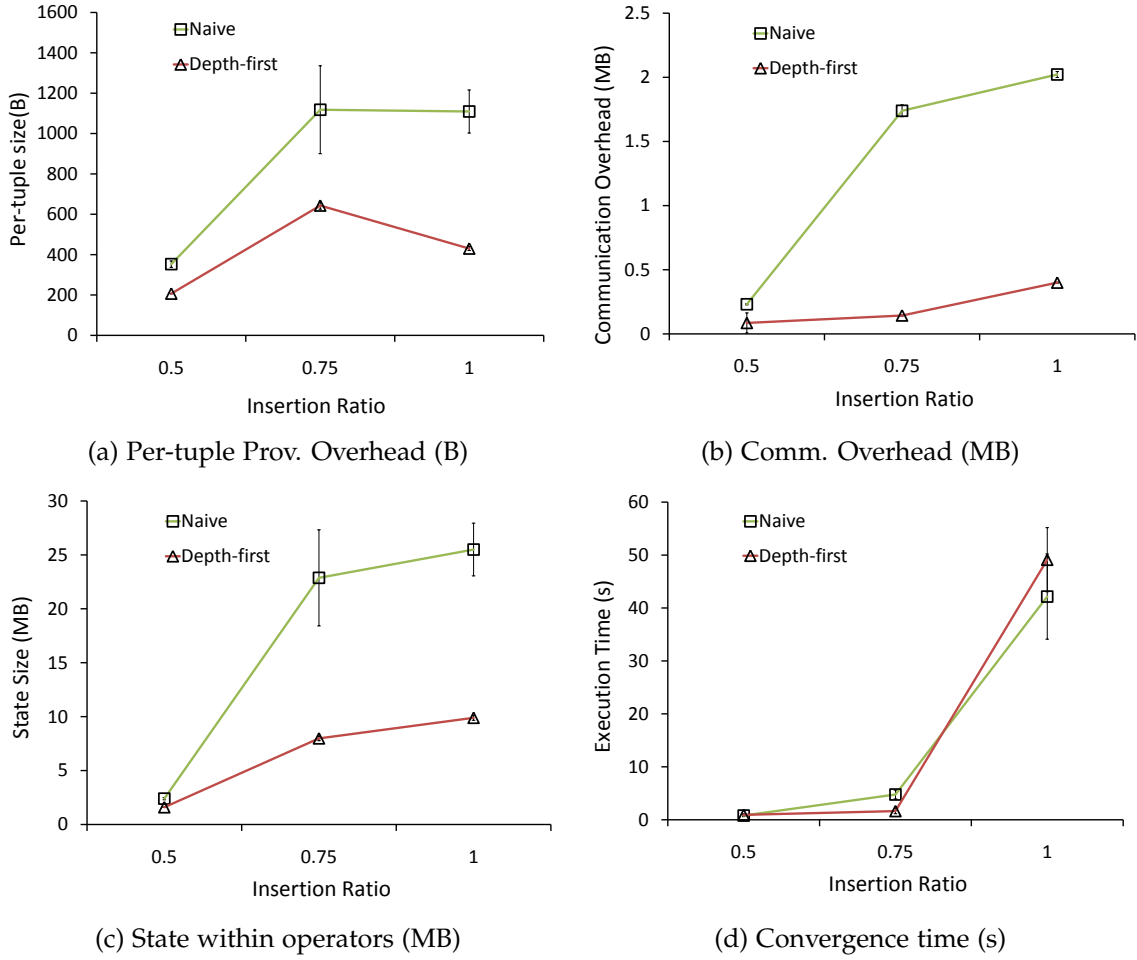 1600
1400
1200
1000
800
600
400
200
0
Per-tuple size(B)
Naive
Depth-first
0.5 0.75 1
Insertion Ratio
(a) Per-tuple Prov. Overhead (B)
2.5
2
1.5
1
0.5
0
Communication Overhead (MB)
Naive
Depth-first
0.5 0.75 1
Insertion Ratio
(b) Comm. Overhead (MB)
30
25
20
15
10
5
0
State Size (MB)
Naive
Depth-first
0.5 0.75 1
Insertion Ratio
(c) State within operators (MB)
60
50
40
30
20
10
0
Execution Time (s)
Naive
Depth-first
0.5 0.75 1
Insertion Ratio
(d) Convergence time (s)